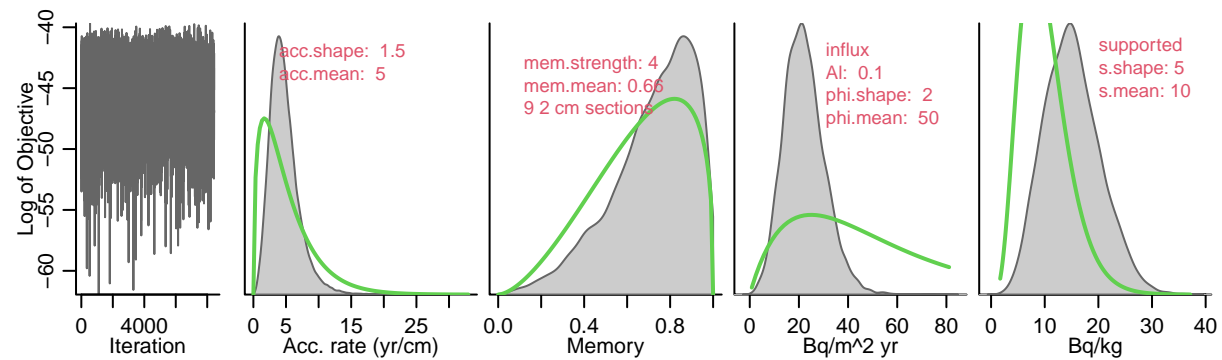 Log of Objective
−40
−45
−50
−55
−60
0 4000
Iteration
acc.shape: 1.5
acc.mean: 5
0 5 15 25
Acc. rate (yr/cm)
mem.strength: 4
mem.mean: 0.66
9 2 cm sections
0.0 0.4 0.8
Memory
influx
Al: 0.1
phi.shape: 2
phi.mean: 50
0 20 40 60 80
Bq/m^2 yr
supported
s.shape: 5
s.mean: 10
0 10 20 30 40
Bq/kg